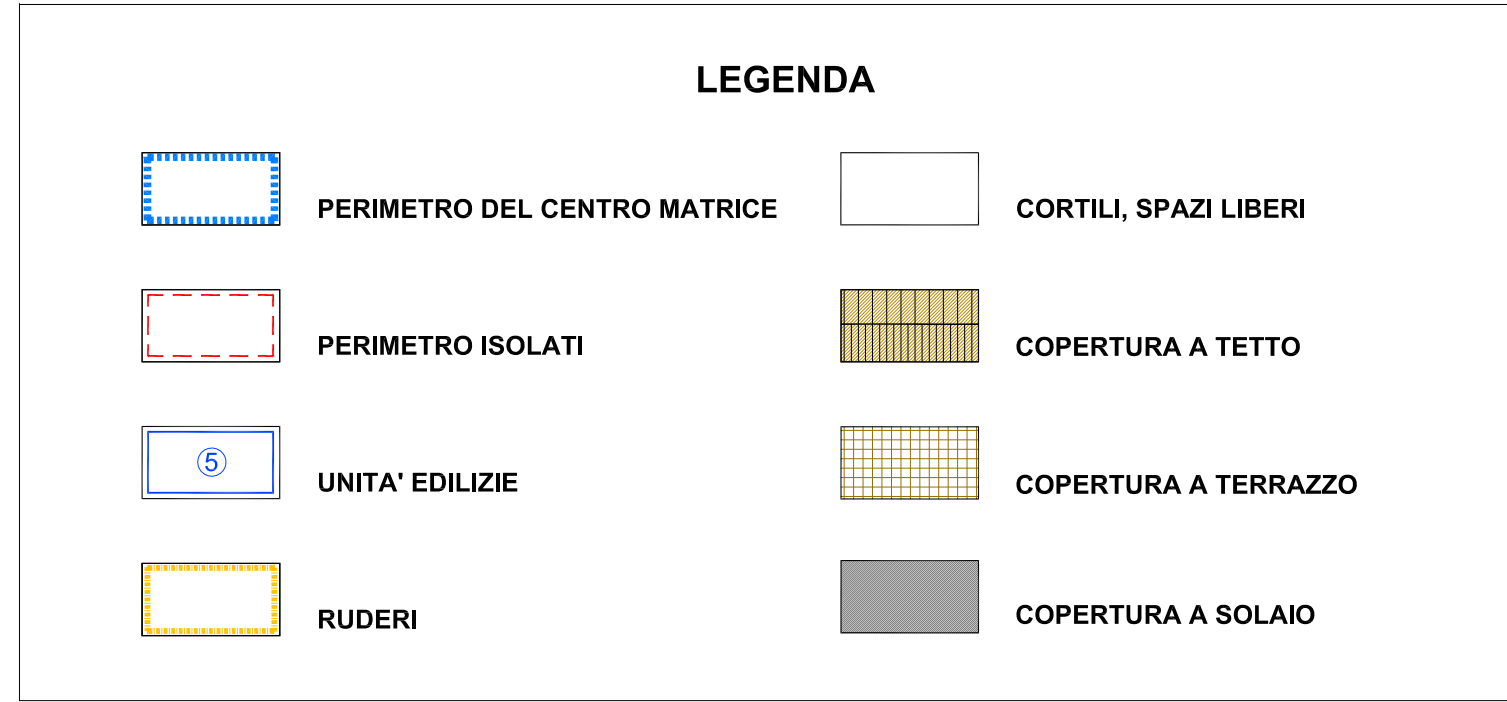 LEGENDA
PERIMETRO DEL CENTRO MATRICE
PERIMETRO ISOLATI
5
UNITA' EDILIZIE
RUDERI
CORTILI, SPAZI LIBERI
COPERTURA A TETTO
COPERTURA A TERRAZZO
COPERTURA A SOLAIO